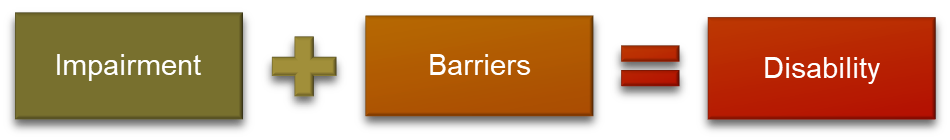 Impairment + Barriers = Disability